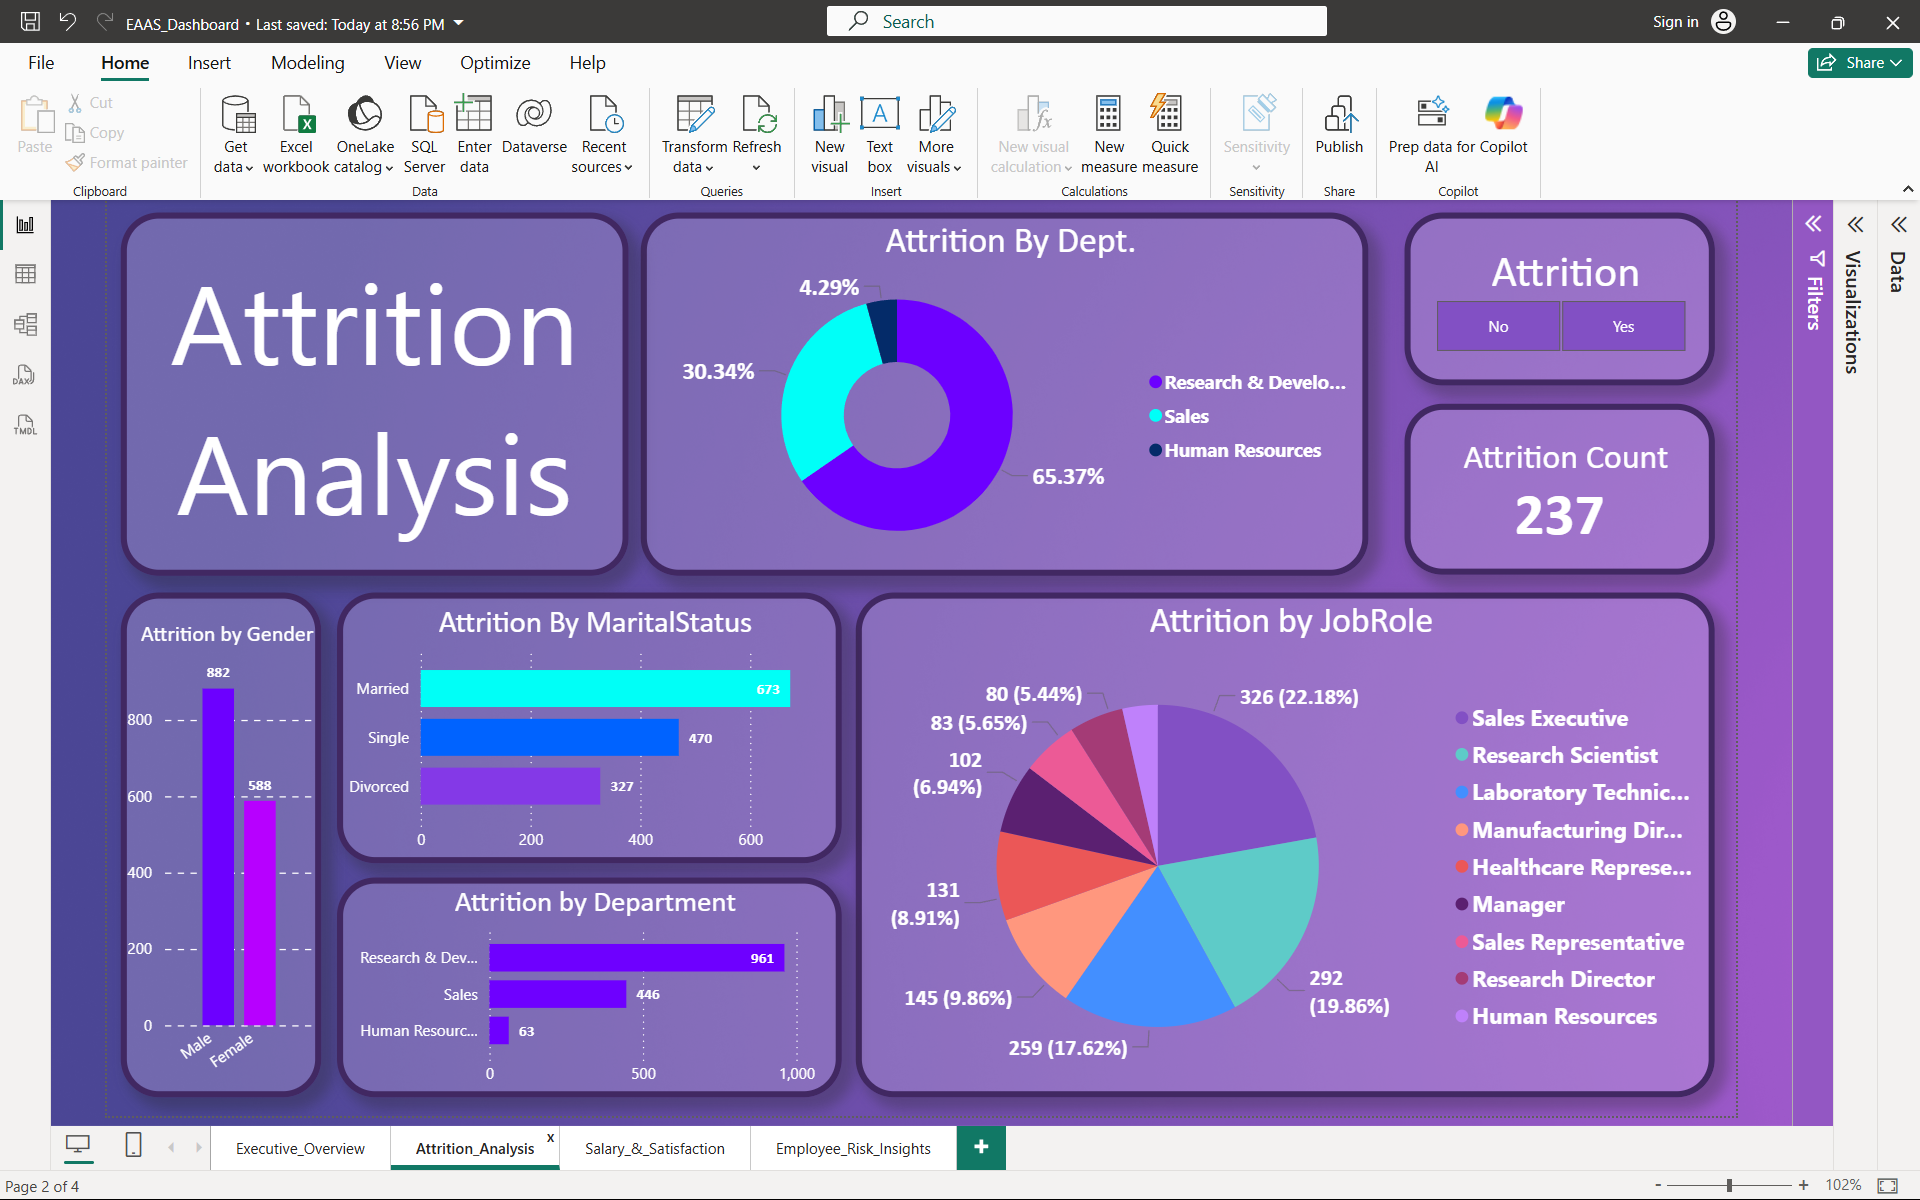 EAAS_Dashboard • Last saved: Today at 8:56 PM
Search
Sign in
File
Home
Insert
Modeling
View
Optimize
Help
Share
Paste
Cut
Copy
Format painter
Clipboard
Get data
Excel workbook
OneLake catalog
SQL Server
Enter data
Dataverse
Recent sources
Data
Transform data
Refresh
Queries
New visual
Text box
More visuals
Insert
New visual calculation
New measure
Quick measure
Calculations
Sensitivity
Sensitivity
Publish
Share
Prep data for AI
Copilot
Copilot
DAX
TMDL
Attrition
Analysis
Attrition By Dept.
4.29%
30.34%
65.37%
Research & Develo...
Sales
Human Resources
Attrition
No
Yes
Attrition Count
237
Filters
Visualizations
Data
Attrition by Gender
882
588
800
600
400
200
0
Male
Female
Attrition By MaritalStatus
Married
673
Single
470
Divorced
327
0
200
400
600
Attrition by Department
Research & Dev...
961
Sales
446
Human Resourc...
63
0
500
1,000
Attrition by JobRole
80 (5.44%)
326 (22.18%)
83 (5.65%)
102
(6.94%)
131
(8.91%)
145 (9.86%)
259 (17.62%)
292
(19.86%)
Sales Executive
Research Scientist
Laboratory Technic...
Manufacturing Dir...
Healthcare Represe...
Manager
Sales Representative
Research Director
Human Resources
Executive_Overview
Attrition_Analysis
x
Salary_&_Satisfaction
Employee_Risk_Insights
+
Page 2 of 4
-
+
102%